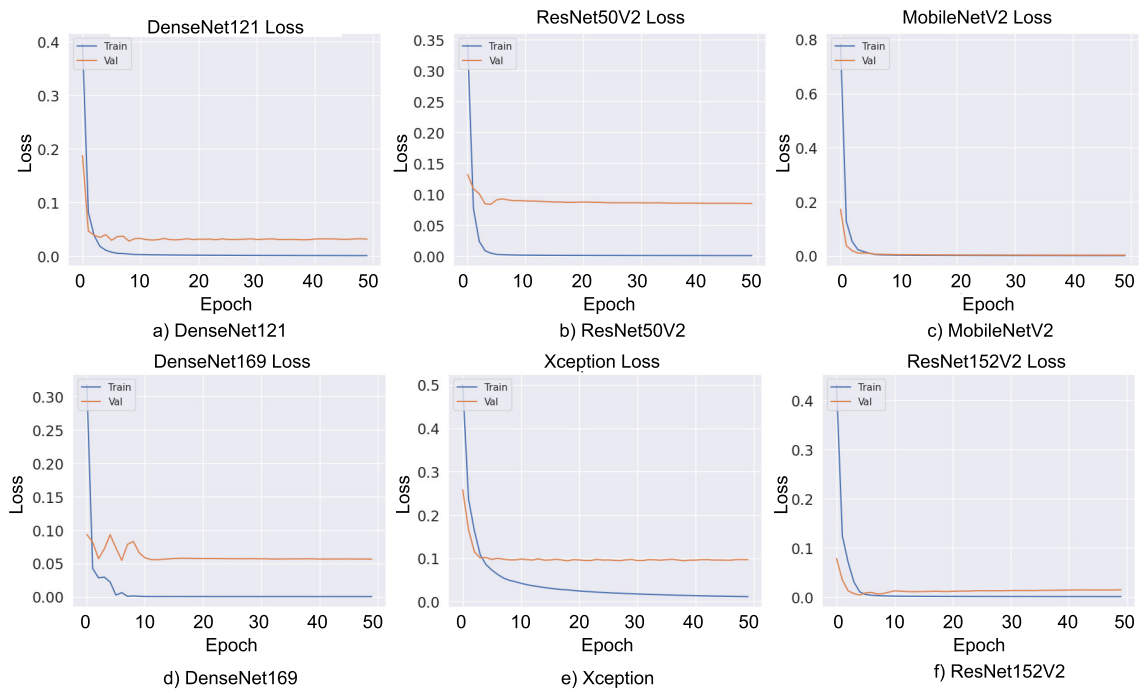 DenseNet121 Loss
Train
Val
0.4
0.3
0.2
0.1
0.0
Loss
0 10 20 30 40 50
Epoch
a) DenseNet121
ResNet50V2 Loss
Train
Val
0.35
0.30
0.25
0.20
0.15
0.10
0.05
0.00
Loss
0 10 20 30 40 50
Epoch
b) ResNet50V2
MobileNetV2 Loss
Train
Val
0.8
0.6
0.4
0.2
0.0
Loss
0 10 20 30 40 50
Epoch
c) MobileNetV2
DenseNet169 Loss
Train
Val
0.30
0.25
0.20
0.15
0.10
0.05
0.00
Loss
0 10 20 30 40 50
Epoch
d) DenseNet169
Xception Loss
Train
Val
0.5
0.4
0.3
0.2
0.1
0.0
Loss
0 10 20 30 40 50
Epoch
e) Xception
ResNet152V2 Loss
Train
Val
0.4
0.3
0.2
0.1
0.0
Loss
0 10 20 30 40 50
Epoch
f) ResNet152V2